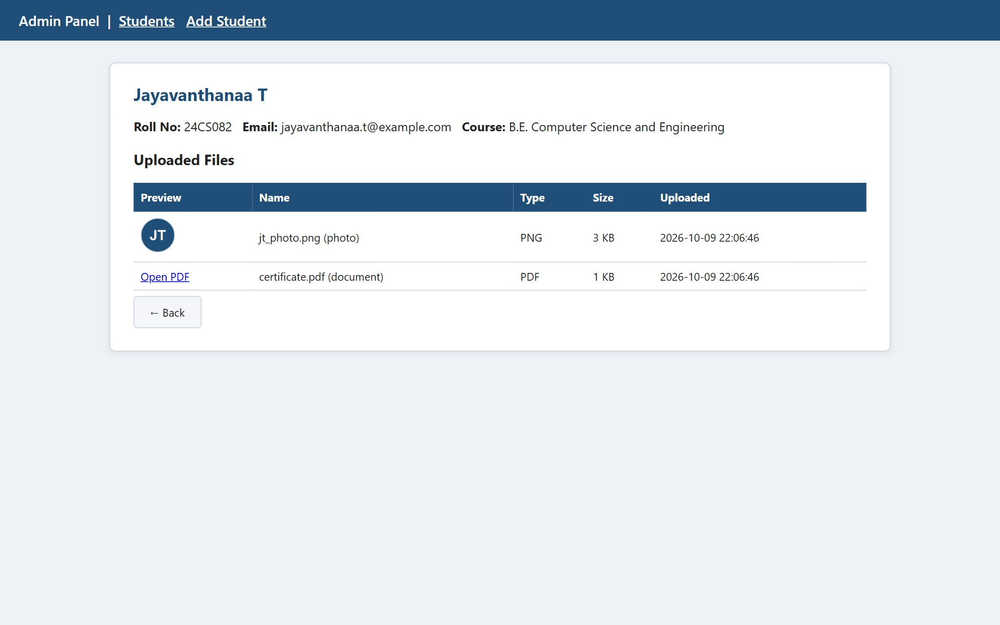 Admin Panel | Students Add Student
Jayavanthanaa T
Roll No: 24CS082 Email: jayavanthanaa.t@example.com Course: B.E. Computer Science and Engineering
Uploaded Files
Preview Name Type Size Uploaded
JT jt_photo.png (photo) PNG 3 KB 2026-10-09 22:06:46
Open PDF certificate.pdf (document) PDF 1 KB 2026-10-09 22:06:46
← Back